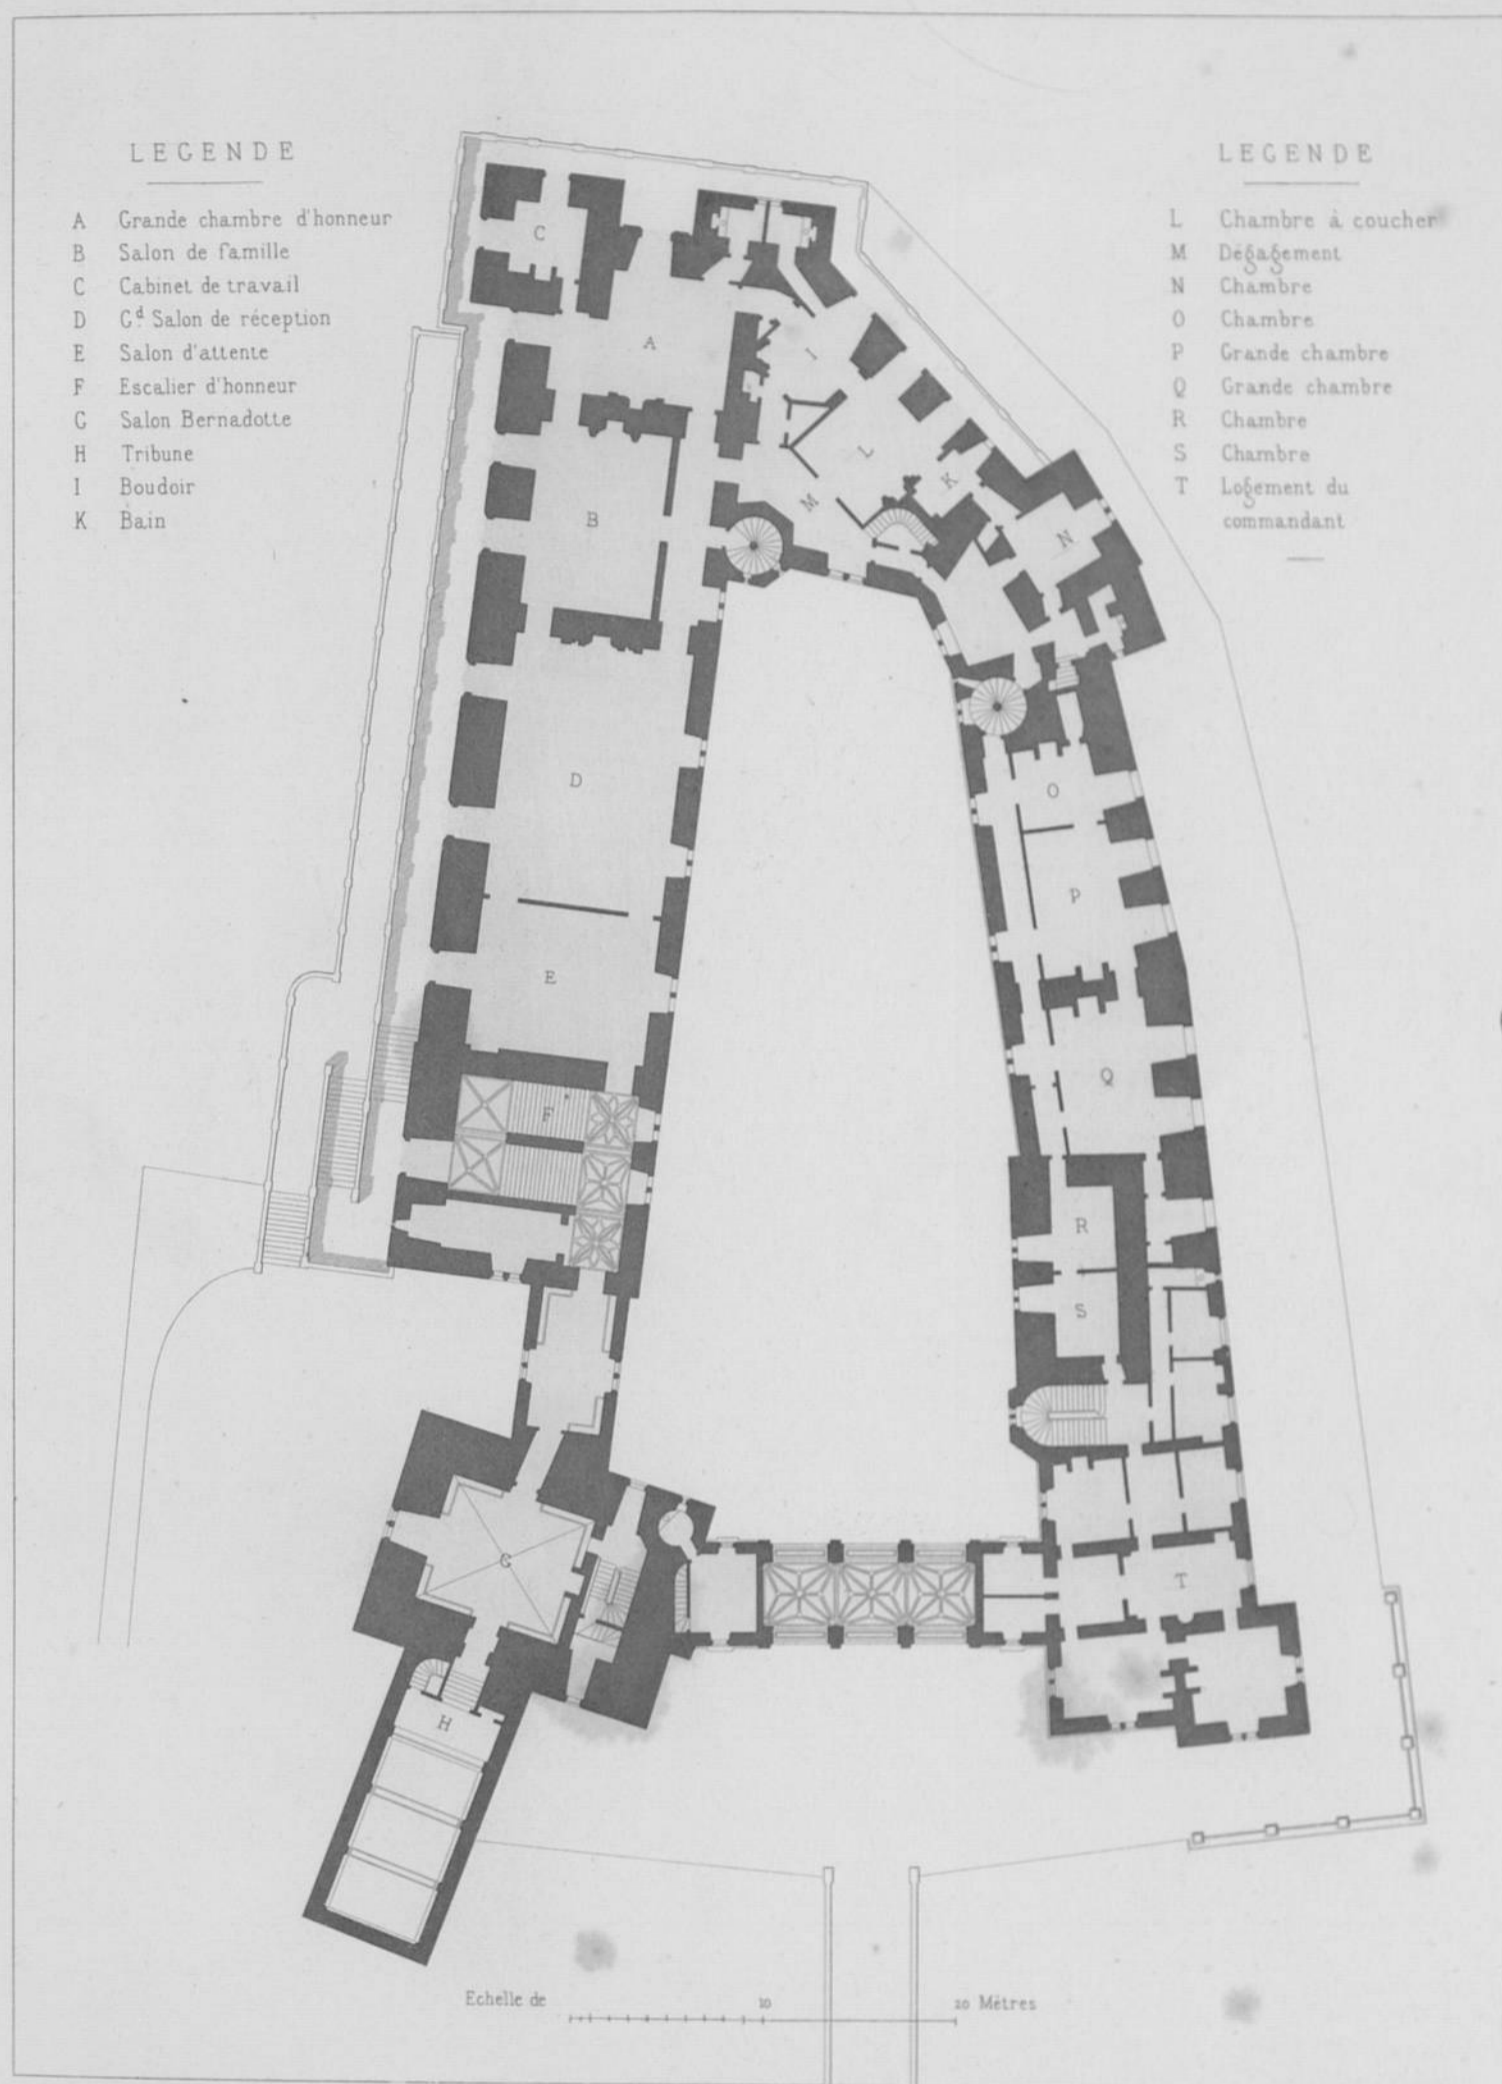 LEGENDE
A Grande chambre d'honneur
B Salon de famille
C Cabinet de travail
D Gᵈ Salon de réception
E Salon d'attente
F Escalier d'honneur
G Salon Bernadotte
H Tribune
I Boudoir
K Bain
LEGENDE
L Chambre à coucher
M Dégagement
N Chambre
O Chambre
P Grande chambre
Q Grande chambre
R Chambre
S Chambre
T Logement du
commandant
C
A
I
L
K
B
M
N
D
O
P
E
Q
F
R
S
G
T
H
Echelle de 10 20 Mètres